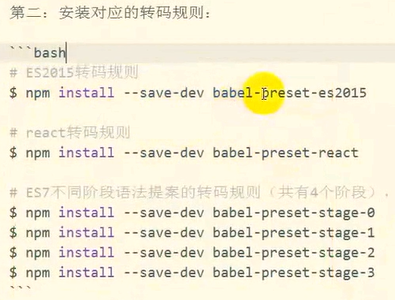 第二：安装对应的转码规则：
```bash
# ES2015转码规则
$ npm install --save-dev babel-preset-es2015
# react转码规则
$ npm install --save-dev babel-preset-react
# ES7不同阶段语法提案的转码规则（共有4个阶段），
$ npm install --save-dev babel-preset-stage-0
$ npm install --save-dev babel-preset-stage-1
$ npm install --save-dev babel-preset-stage-2
$ npm install --save-dev babel-preset-stage-3
```